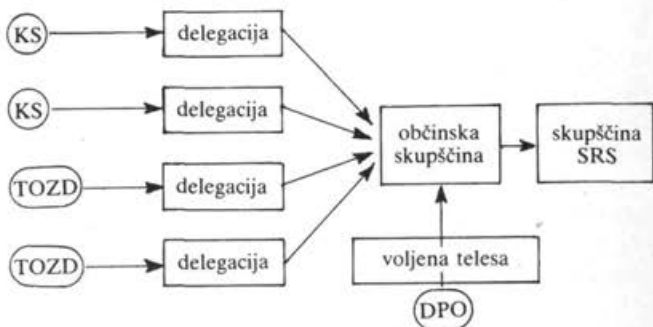 KS
delegacija
KS
delegacija
občinska
skupščina
skupščina
SRS
TOZD
delegacija
TOZD
delegacija
voljena telesa
DPO